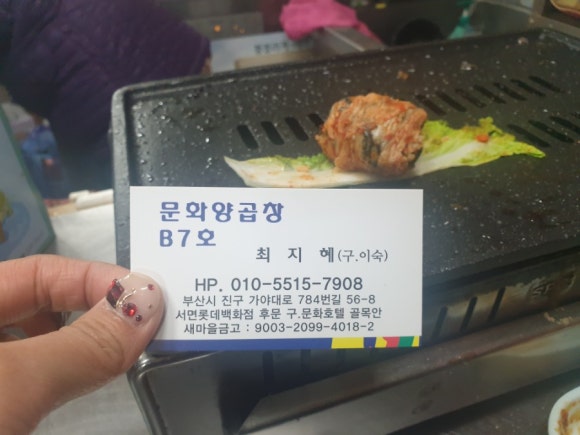 문화양곱창
B7호
최 지 혜(구.이숙)
HP. 010-5515-7908
부산시 진구 가야대로 784번길 56-8
서면롯데백화점 후문 구.문화호텔 골목안
새마을금고 : 9003-2099-4018-2